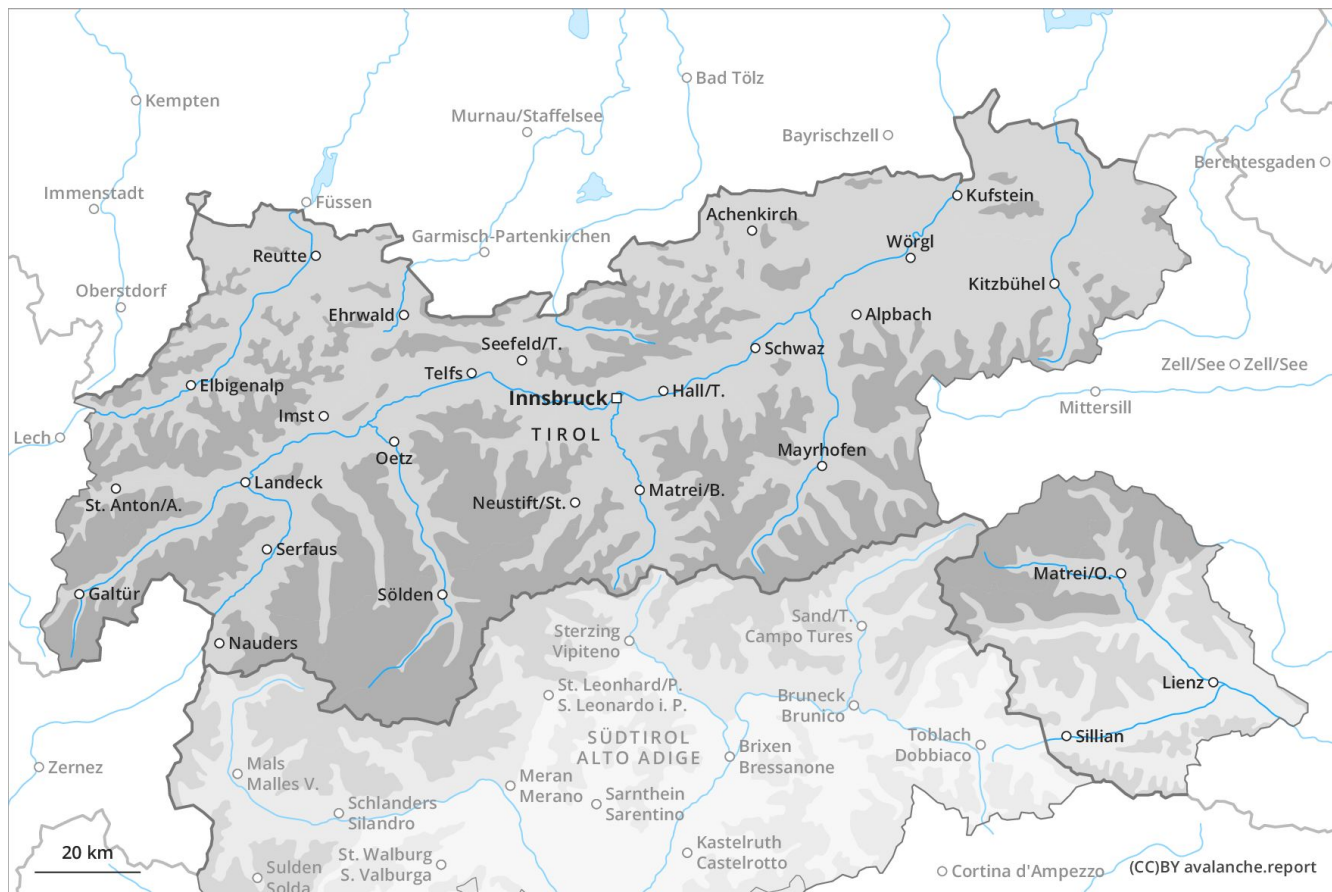 Kempten
Bad Tölz
Murnau/Staffelsee
Bayrischzell
Berchtesgaden
Immenstadt
Füssen
Kufstein
Achenkirch
Garmisch-Partenkirchen
Wörgl
Reutte
Oberstdorf
Kitzbühel
Ehrwald
Alpbach
Seefeld/T.
Schwaz
Telfs
Zell/See
Zell/See
Elbigenalp
Hall/T.
Innsbruck
Mittersill
Imst
Lech
TIROL
Oetz
Mayrhofen
Landeck
Matrei/B.
St. Anton/A.
Neustift/St.
Serfaus
Matrei/O.
Galtür
Sölden
Sand/T.
Campo Tures
Sterzing
Vipiteno
Nauders
Lienz
St. Leonhard/P.
S. Leonardo i. P.
Bruneck
Brunico
SÜDTIROL
ALTO ADIGE
Toblach
Dobbiaco
Sillian
Brixen
Bressanone
Zernez
Mals
Malles V.
Meran
Merano
Sarnthein
Sarentino
Schlanders
Silandro
Kastelruth
Castelrotto
20 km
St. Walburg
S. Valburga
Sulden
Solda
Cortina d'Ampezzo
(CC)BY avalanche.report